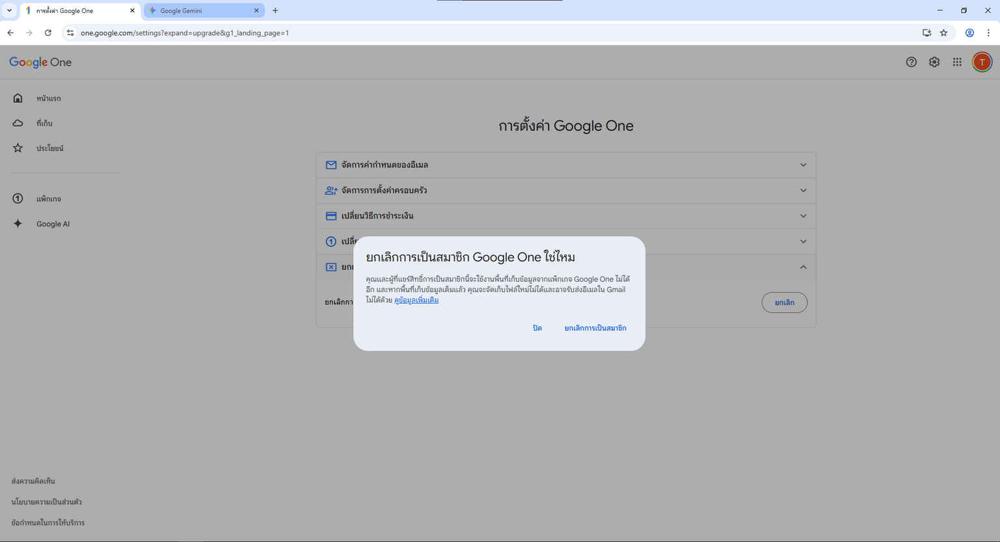 การตั้งค่า Google One
Google Gemini
one.google.com/settings?expand=upgrade&g1_landing_page=1
Google One
T
หน้าแรก
ที่เก็บ
ประโยชน์
แพ็กเกจ
Google AI
การตั้งค่า Google One
จัดการค่ากำหนดของอีเมล
จัดการการตั้งค่าครอบครัว
เปลี่ยนวิธีการชำระเงิน
ยกเลิกการเป็นสมาชิก Google One ใช่ไหม
คุณและผู้ที่แชร์สิทธิ์การเป็นสมาชิกนี้จะใช้งานพื้นที่เก็บข้อมูลจากแพ็กเกจ Google One ไม่ได้
อีก และหากพื้นที่เก็บข้อมูลเต็มแล้ว คุณจะจัดเก็บไฟล์ใหม่ไม่ได้และอาจรับส่งอีเมลใน Gmail
ไม่ได้ด้วย ดูข้อมูลเพิ่มเติม
ยกเลิกกา
ยกเลิก
ปิด
ยกเลิกการเป็นสมาชิก
ส่งความคิดเห็น
นโยบายความเป็นส่วนตัว
ข้อกำหนดในการให้บริการ